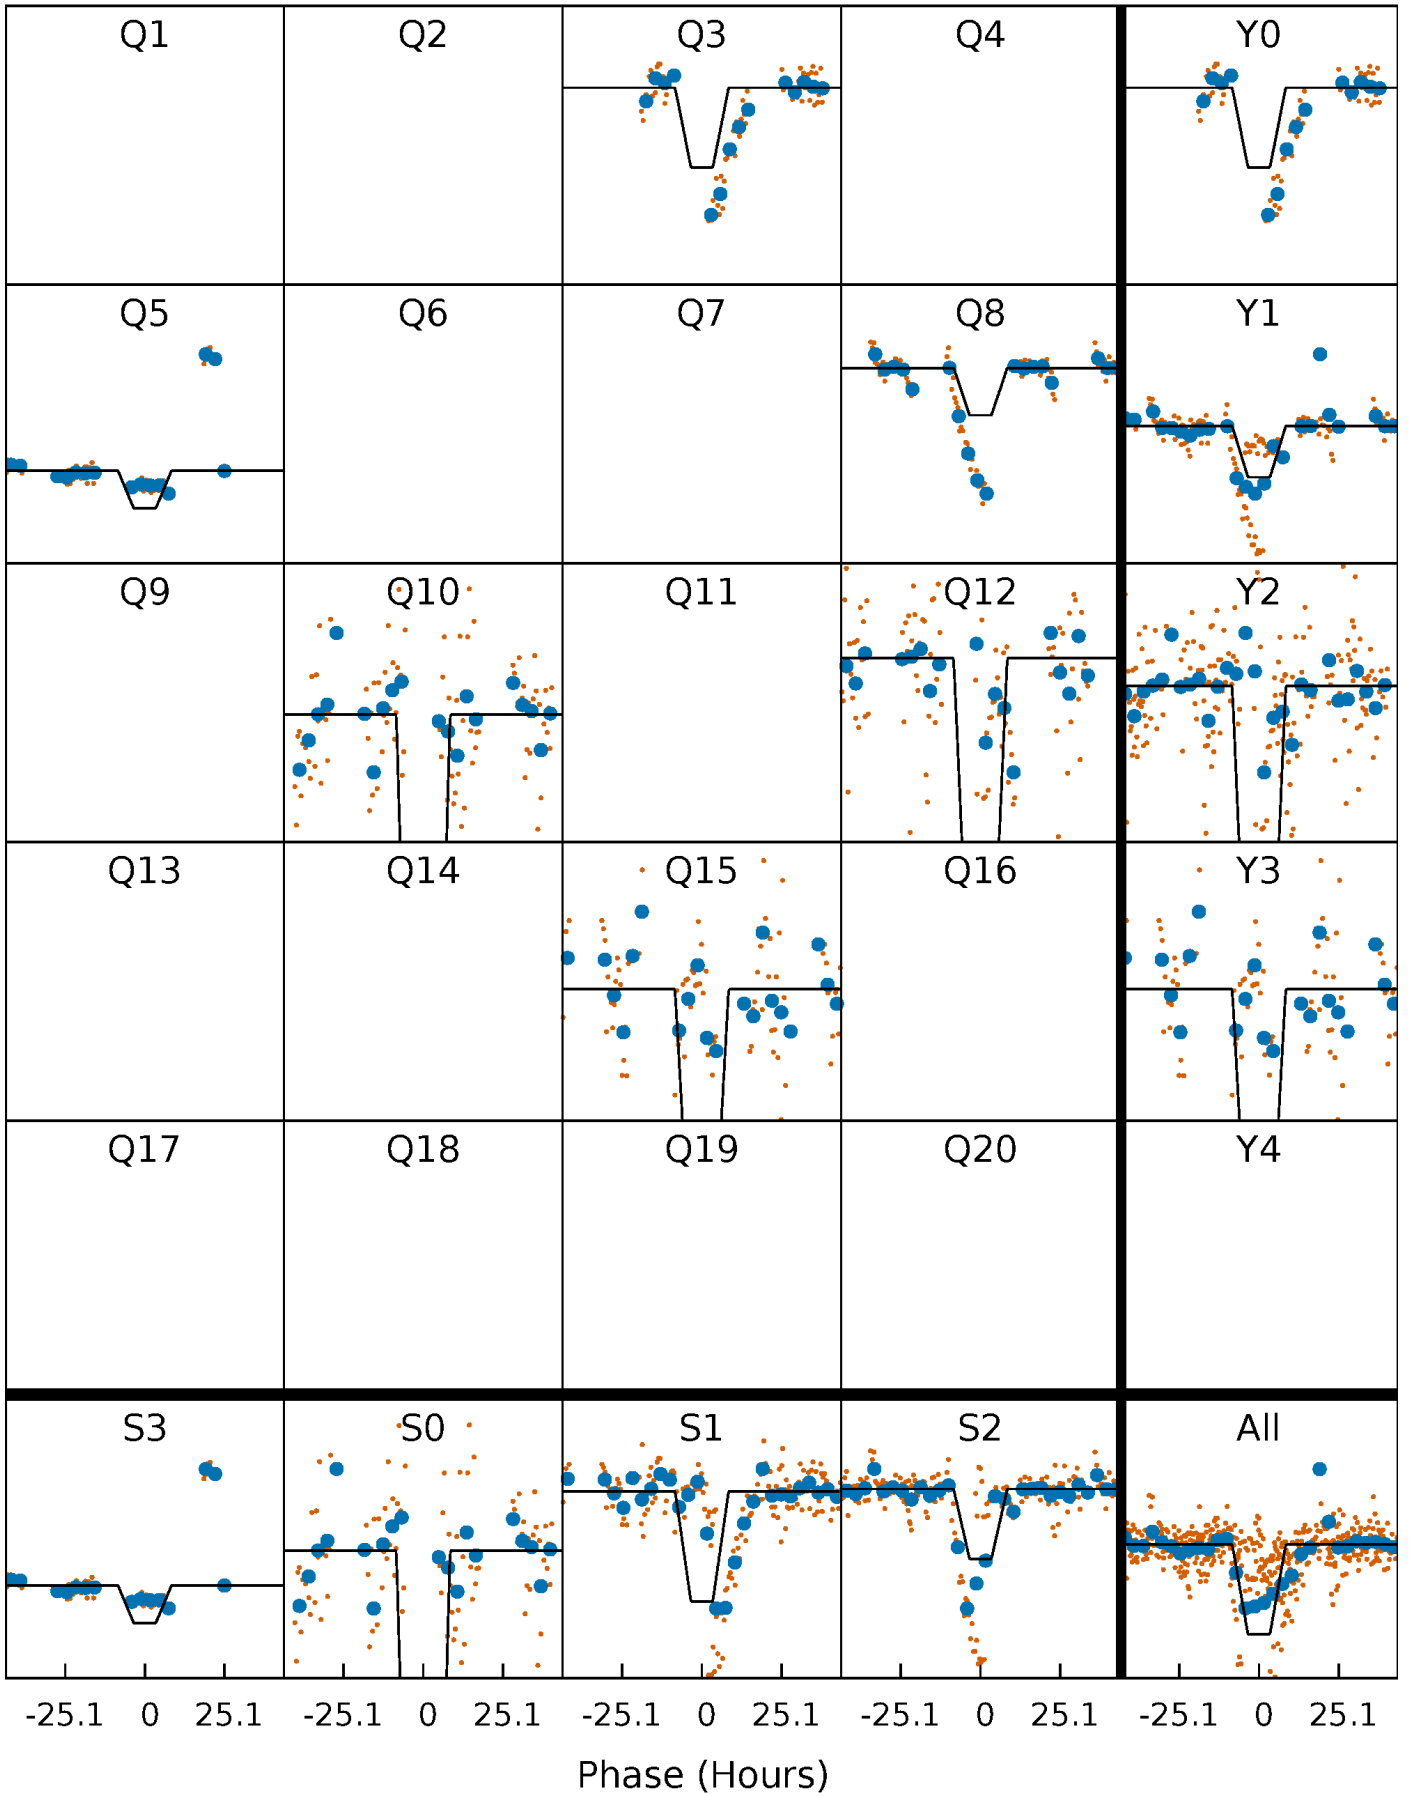 Q1 Q2 Q3 Q4 Y0
Q5 Q6 Q7 Q8 Y1
Q9 Q10 Q11 Q12 Y2
Q13 Q14 Q15 Q16 Y3
Q17 Q18 Q19 Q20 Y4
S3 S0 S1 S2 All
-25.1 0 25.1 -25.1 0 25.1 -25.1 0 25.1 -25.1 0 25.1 -25.1 0 25.1
Phase (Hours)